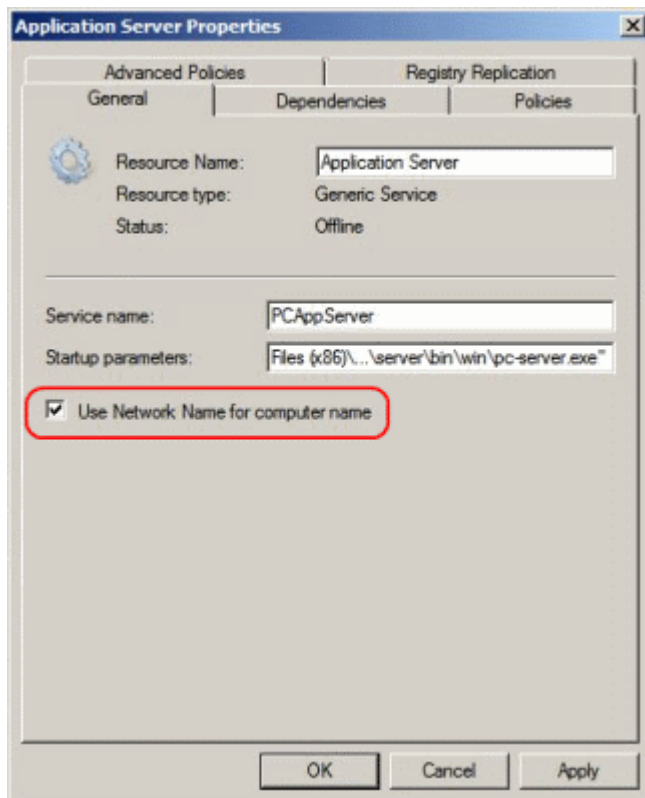 Application Server Properties
Advanced Policies Registry Replication
General Dependencies Policies
Resource Name: Application Server
Resource type: Generic Service
Status: Offline
Service name: PCAppServer
Startup parameters: Files (x86)\...\server\bin\win\pc-server.exe"
Use Network Name for computer name
OK Cancel Apply